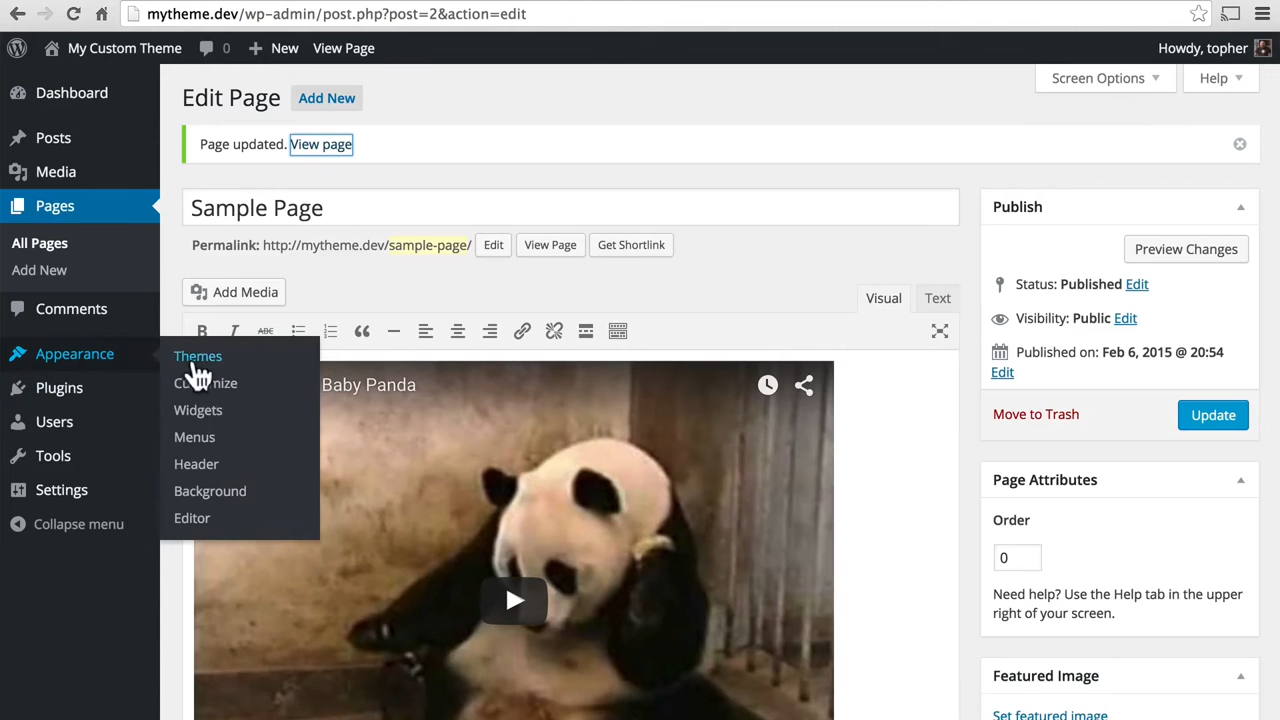 mytheme.dev/wp-admin/post.php?post=2&action=edit
My Custom Theme 0 New View Page Howdy, topher
Screen Options Help
Dashboard
Posts
Media
Pages
All Pages
Add New
Comments
Appearance
Plugins
Users
Tools
Settings
Collapse menu
Themes
Widgets
Menus
Header
Background
Editor
Edit Page Add New
Page updated. View page
Sample Page
Permalink: http://mytheme.dev/sample-page/ Edit View Page Get Shortlink
Add Media
Visual Text
B I ABC
Baby Panda
Publish
Preview Changes
Status: Published Edit
Visibility: Public Edit
Published on: Feb 6, 2015 @ 20:54
Edit
Move to Trash Update
Page Attributes
Order
0
Need help? Use the Help tab in the upper
right of your screen.
Featured Image
Set featured image